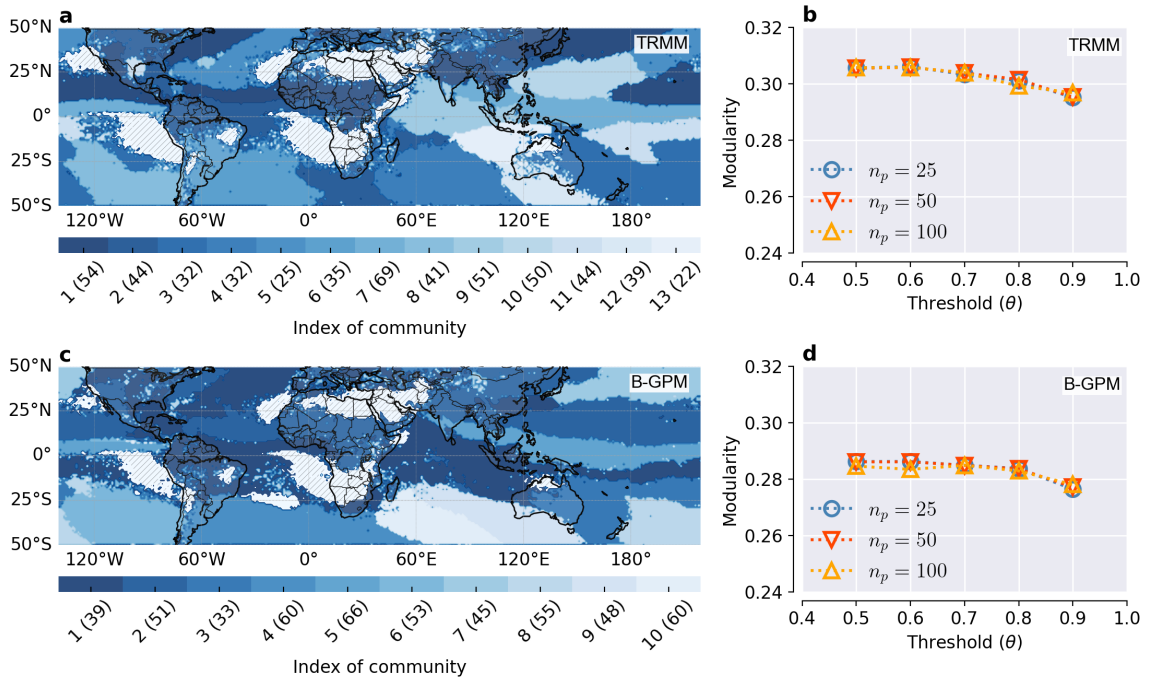 a
50°N
25°N
0°
25°S
50°S
TRMM
120°W 60°W 0° 60°E 120°E 180°
1 (54) 2 (44) 3 (32) 4 (32) 5 (25) 6 (35) 7 (69) 8 (41) 9 (51) 10 (50) 11 (44) 12 (39) 13 (22)
Index of community
b
TRMM
Modularity
0.32
0.30
0.28
0.26
0.24
n_p = 25
n_p = 50
n_p = 100
0.4 0.5 0.6 0.7 0.8 0.9 1.0
Threshold (θ)
c
50°N
25°N
0°
25°S
50°S
B-GPM
120°W 60°W 0° 60°E 120°E 180°
1 (39) 2 (51) 3 (33) 4 (60) 5 (66) 6 (53) 7 (45) 8 (55) 9 (48) 10 (60)
Index of community
d
B-GPM
Modularity
0.32
0.30
0.28
0.26
0.24
n_p = 25
n_p = 50
n_p = 100
0.4 0.5 0.6 0.7 0.8 0.9 1.0
Threshold (θ)